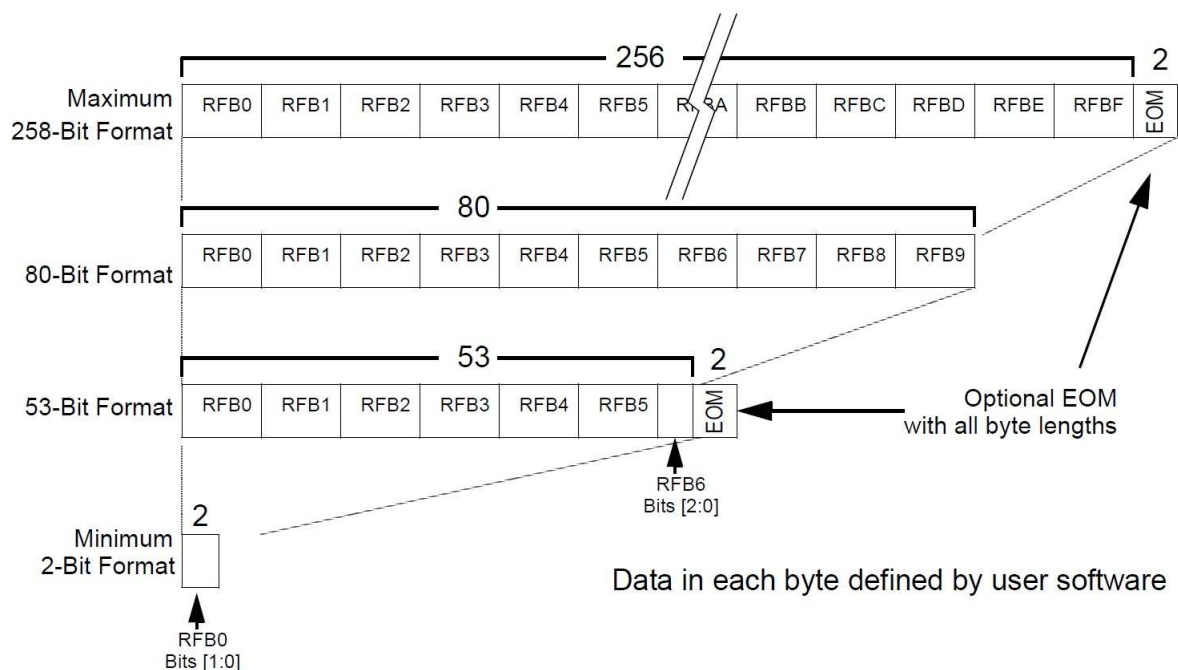 256
2
Maximum
258-Bit Format
RFB0 RFB1 RFB2 RFB3 RFB4 RFB5 RFBA RFBB RFBC RFBD RFBE RFBF EOM
80
80-Bit Format
RFB0 RFB1 RFB2 RFB3 RFB4 RFB5 RFB6 RFB7 RFB8 RFB9
53
2
53-Bit Format
RFB0 RFB1 RFB2 RFB3 RFB4 RFB5 EOM
Optional EOM
with all byte lengths
RFB6
Bits [2:0]
2
Minimum
2-Bit Format
RFB0
Bits [1:0]
Data in each byte defined by user software